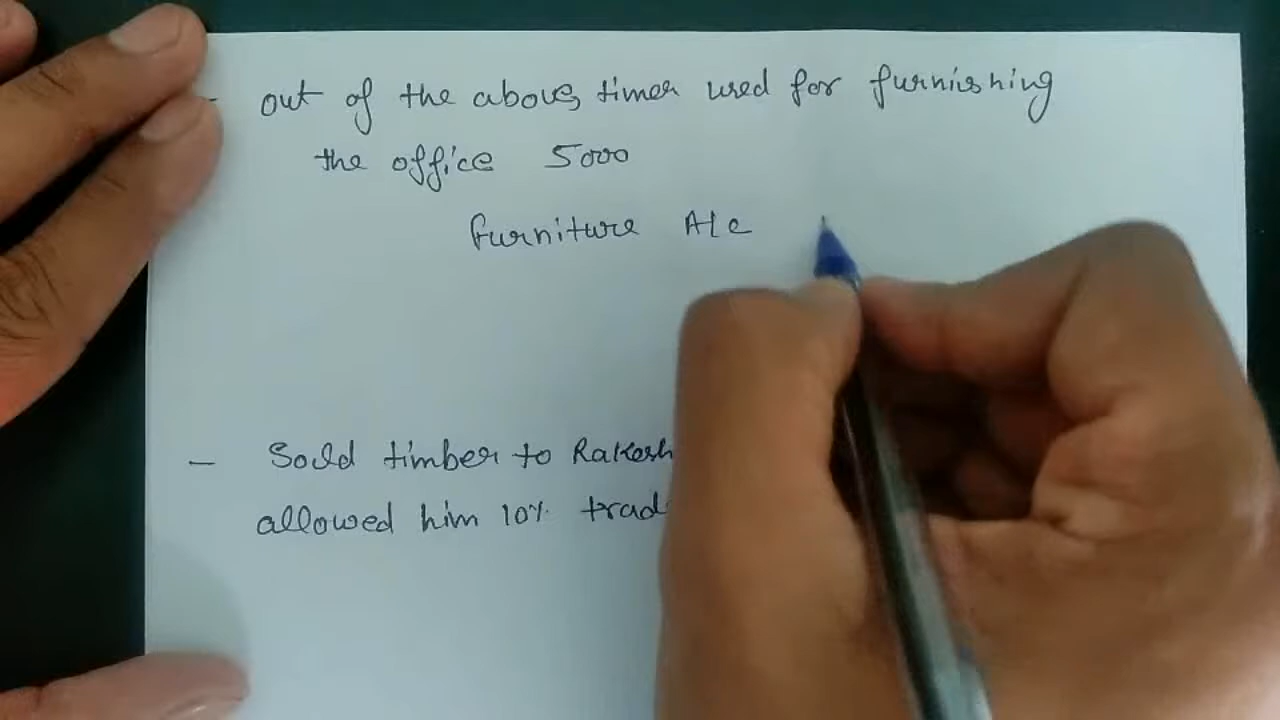 - out of the above, timer used for furnishing
the office 5000
furniture A/c
- Sold timber to Rakesh
allowed him 10% trad